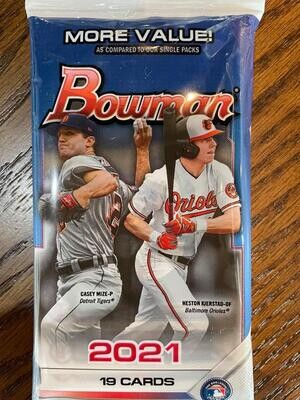 MORE VALUE!
AS COMPARED TO OUR SINGLE PACKS
Bowman
Orioles
CASEY MIZE-P
Detroit Tigers®
HESTON KJERSTAD-OF
Baltimore Orioles®
2021
19 CARDS